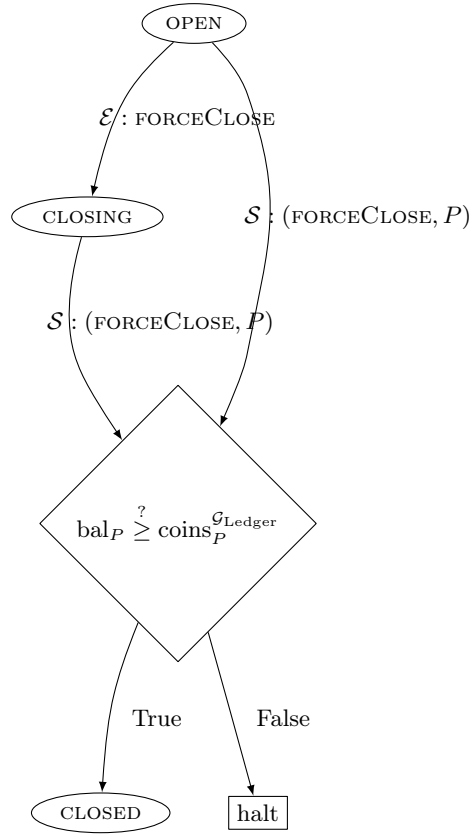 OPEN
ℰ : FORCECLOSE
CLOSING
𝒮 : (FORCECLOSE, P)
𝒮 : (FORCECLOSE, P)
bal_P ≥^? coins_P^{𝒢_Ledger}
True
False
CLOSED
halt